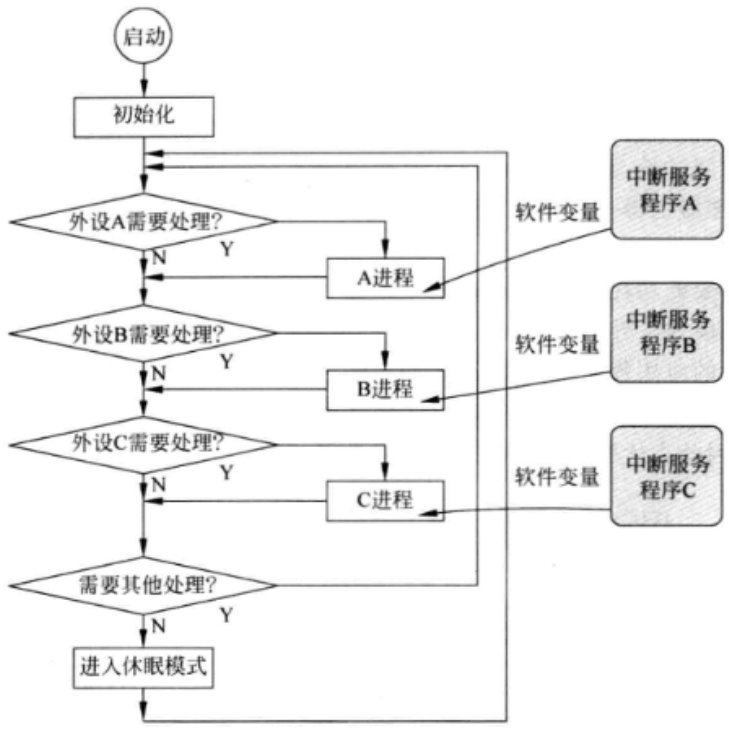 启动
初始化
外设A需要处理?
N
Y
A进程
软件变量
中断服务
程序A
外设B需要处理?
N
Y
B进程
软件变量
中断服务
程序B
外设C需要处理?
N
Y
C进程
软件变量
中断服务
程序C
需要其他处理?
N
Y
进入休眠模式